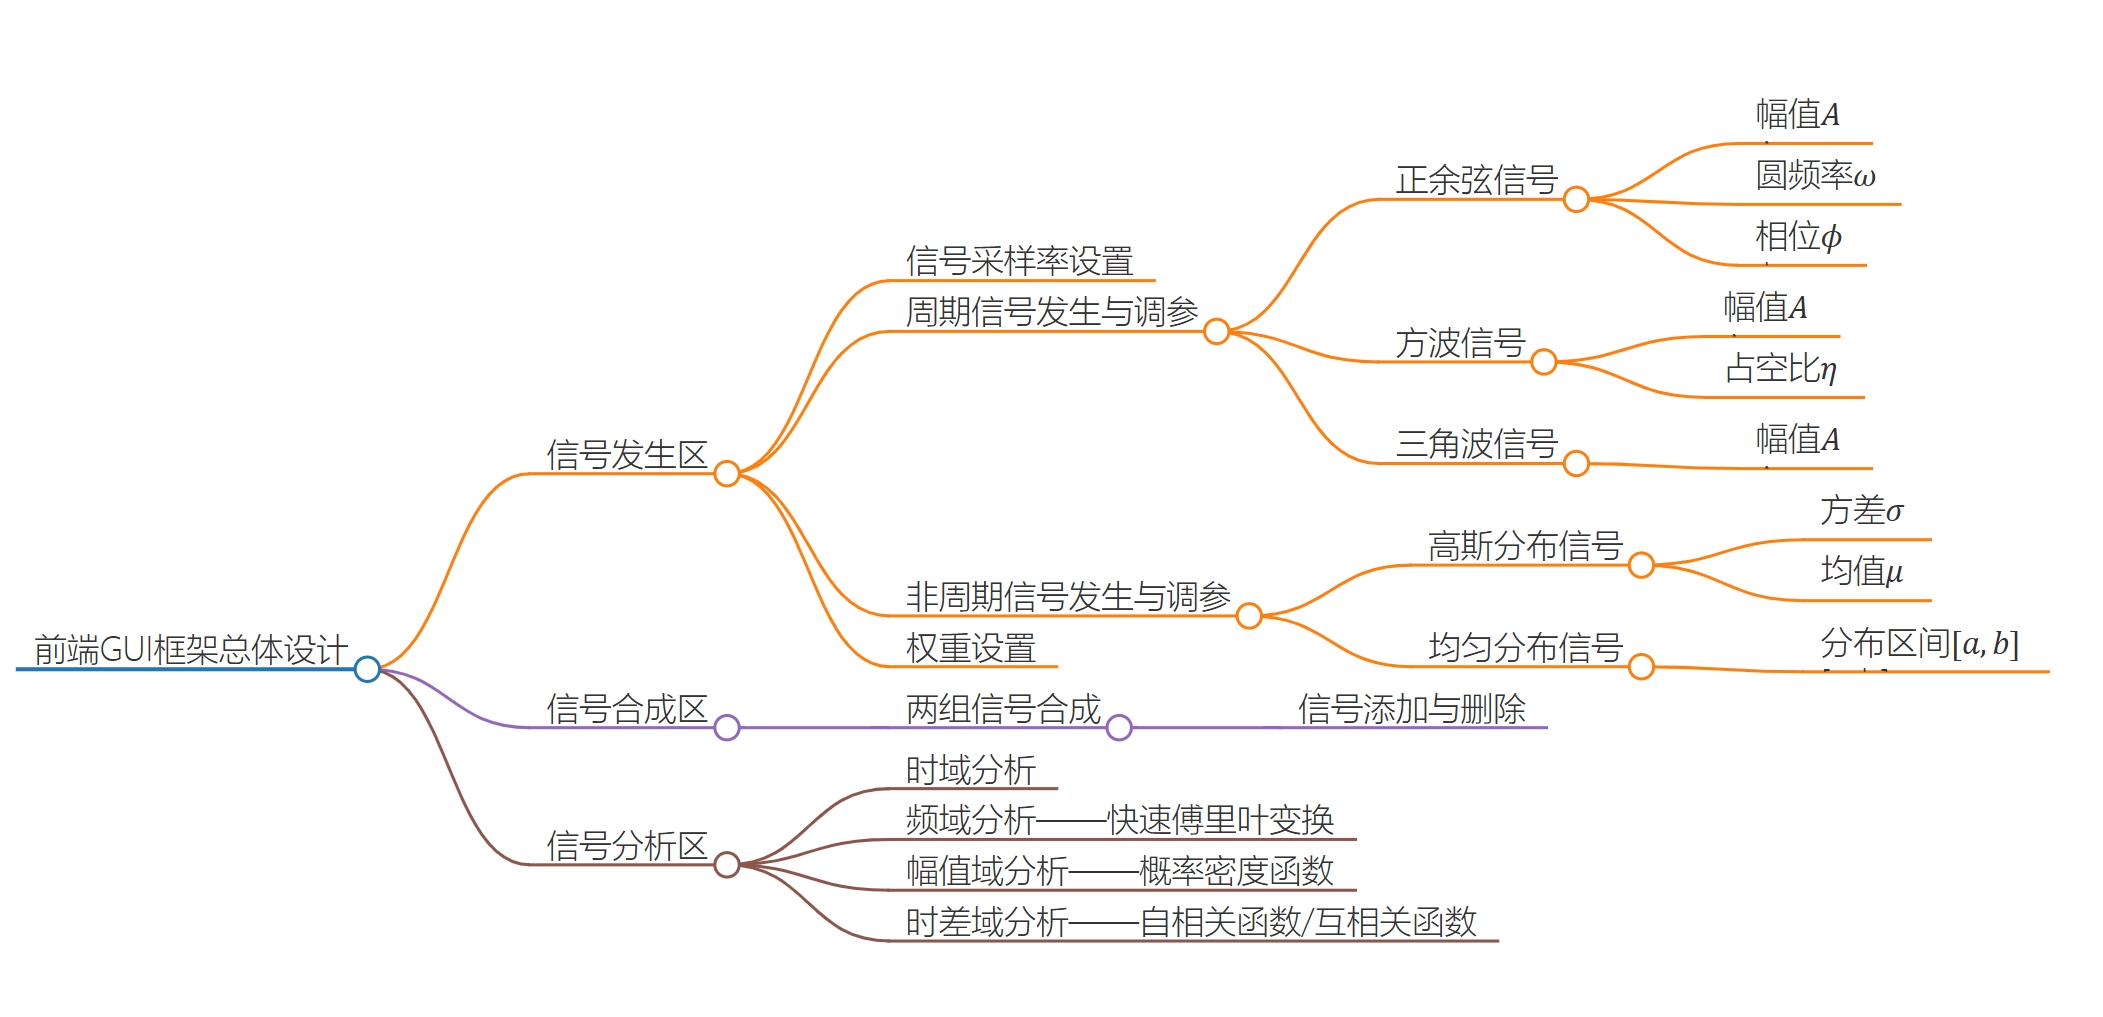 前端GUI框架总体设计
信号发生区
信号采样率设置
周期信号发生与调参
正余弦信号
幅值A
圆频率ω
相位ϕ
方波信号
幅值A
占空比η
三角波信号
幅值A
非周期信号发生与调参
高斯分布信号
方差σ
均值μ
均匀分布信号
分布区间[a, b]
权重设置
信号合成区
两组信号合成
信号添加与删除
信号分析区
时域分析
频域分析——快速傅里叶变换
幅值域分析——概率密度函数
时差域分析——自相关函数/互相关函数